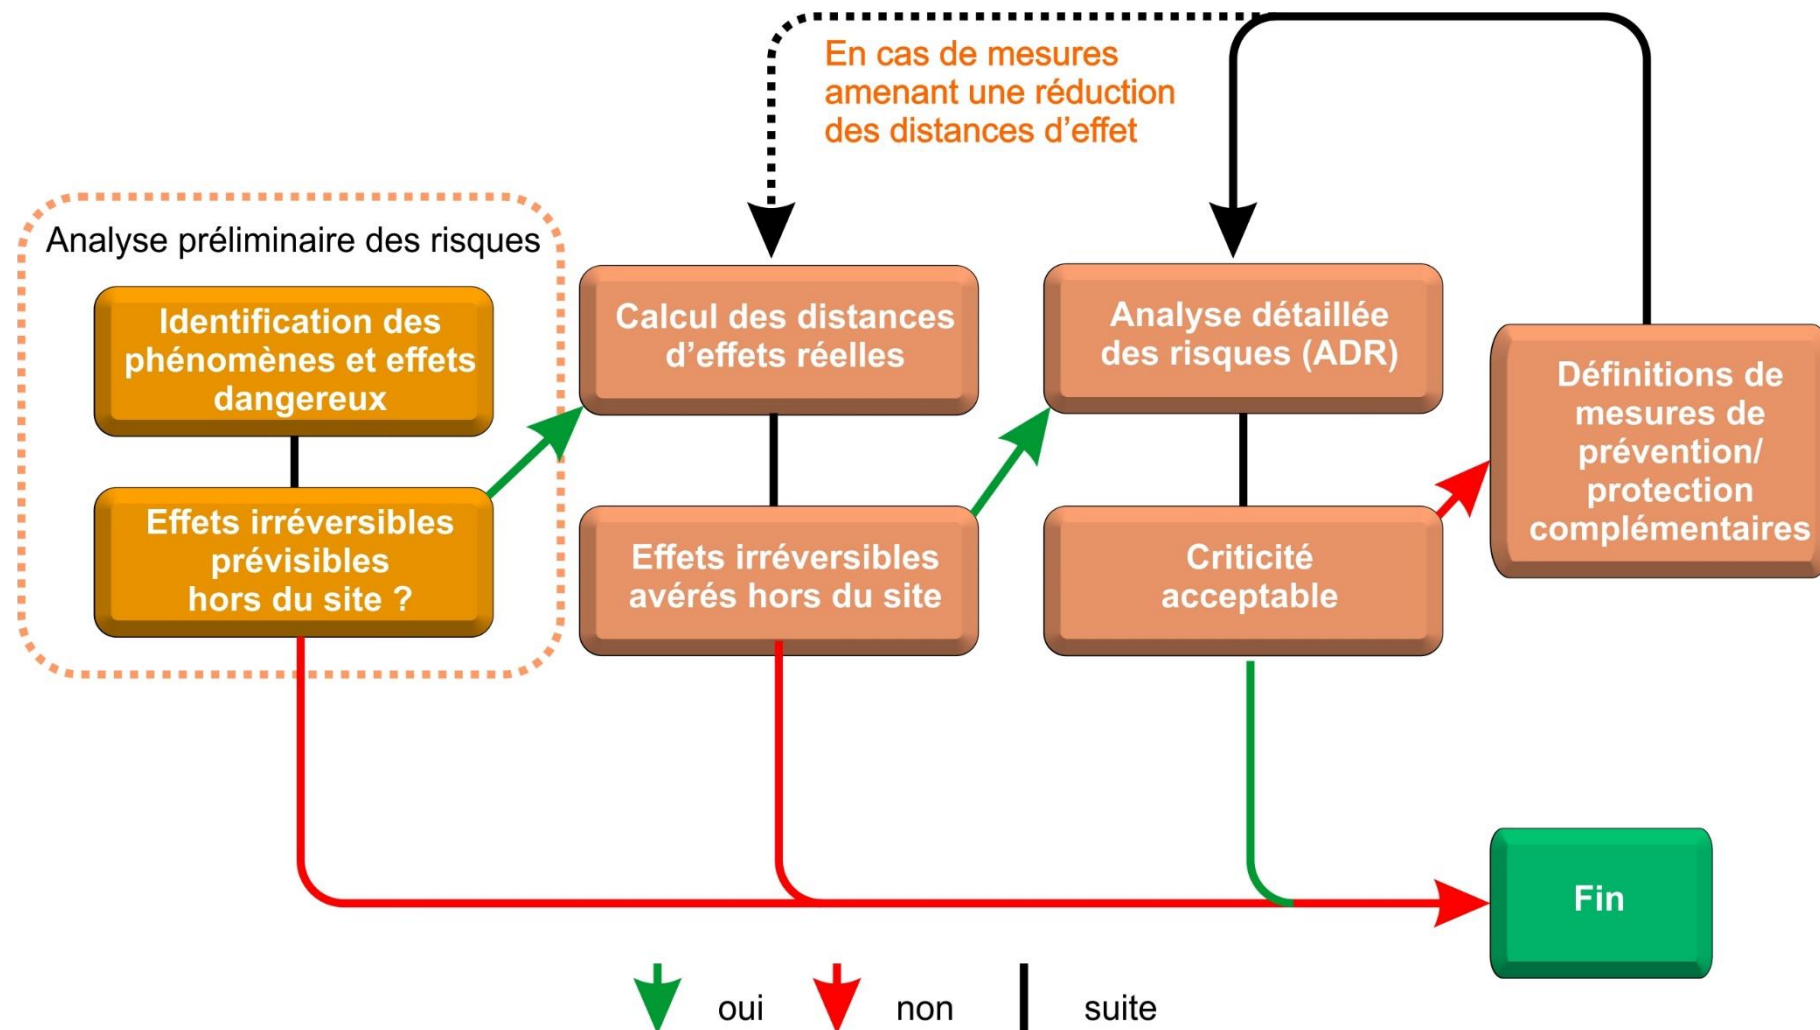 En cas de mesures
amenant une réduction
des distances d’effet
Analyse préliminaire des risques
Identification des
phénomènes et effets
dangereux
Effets irréversibles
prévisibles
hors du site ?
Calcul des distances
d’effets réelles
Effets irréversibles
avérés hors du site
Analyse détaillée
des risques (ADR)
Criticité
acceptable
Définitions de
mesures de
prévention/
protection
complémentaires
Fin
oui
non
suite